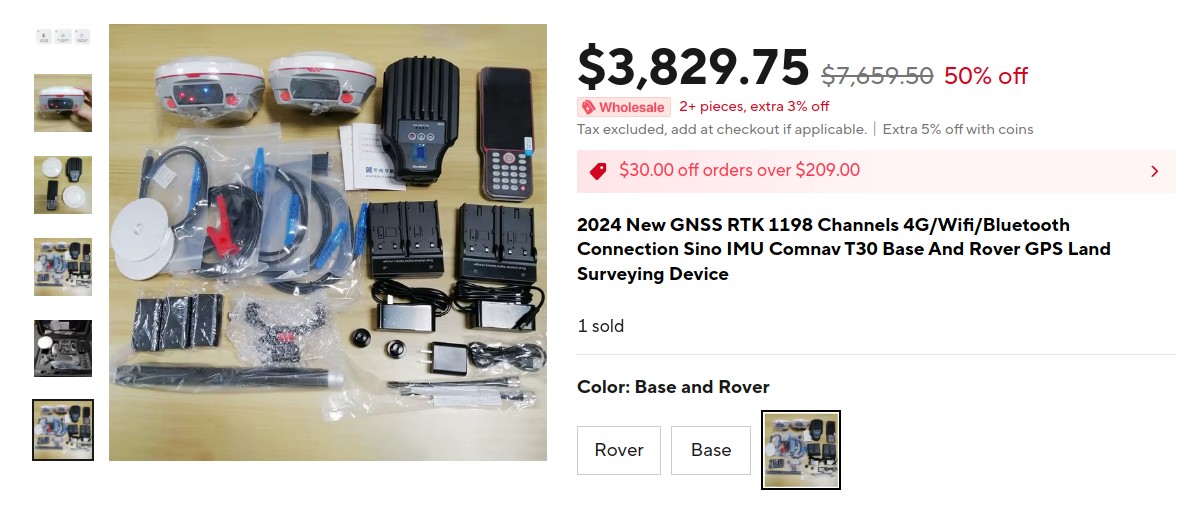 $3,829.75 $7,659.50 50% off
Wholesale 2+ pieces, extra 3% off
Tax excluded, add at checkout if applicable. | Extra 5% off with coins
$30.00 off orders over $209.00
2024 New GNSS RTK 1198 Channels 4G/Wifi/Bluetooth
Connection Sino IMU Comnav T30 Base And Rover GPS Land
Surveying Device
1 sold
Color: Base and Rover
Rover
Base